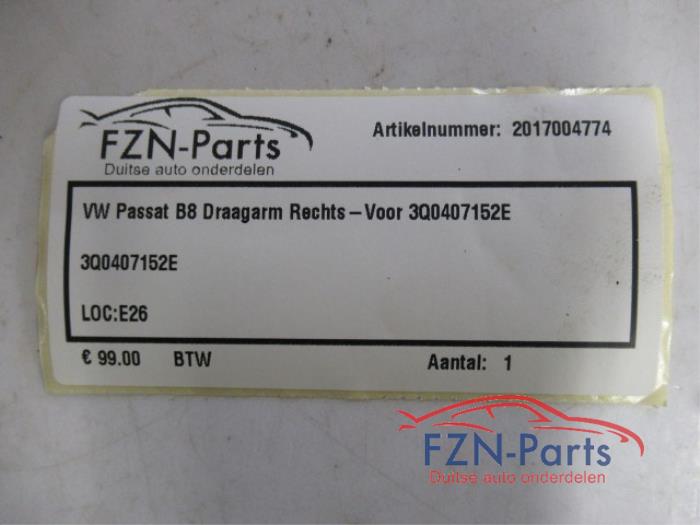 FZN-Parts
Duitse auto onderdelen
Artikelnummer: 2017004774
VW Passat B8 Draagarm Rechts-Voor 3Q0407152E
3Q0407152E
LOC:E26
€ 99.00 BTW Aantal: 1
FZN-Parts
Duitse auto onderdelen